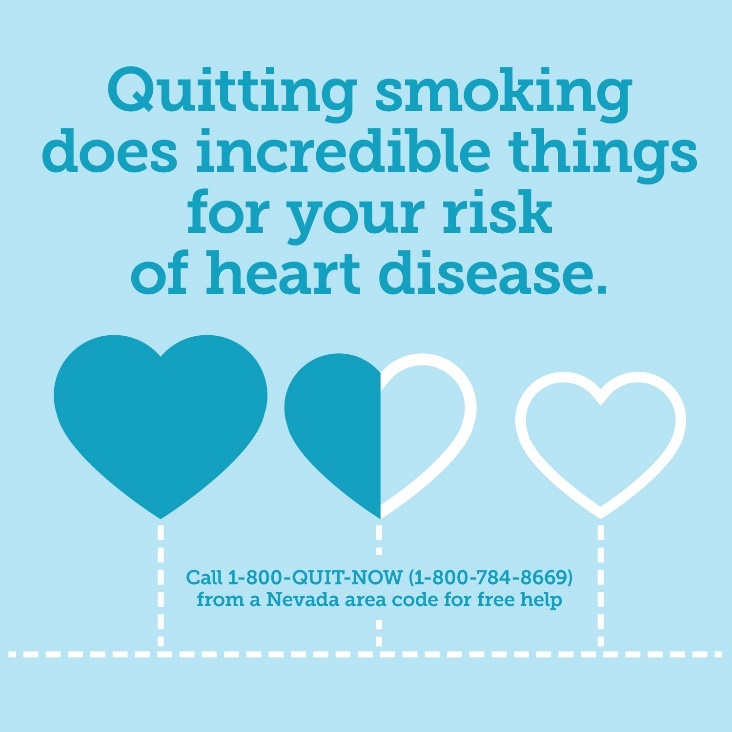 Quitting smoking
does incredible things
for your risk
of heart disease.
Call 1-800-QUIT-NOW (1-800-784-8669)
from a Nevada area code for free help